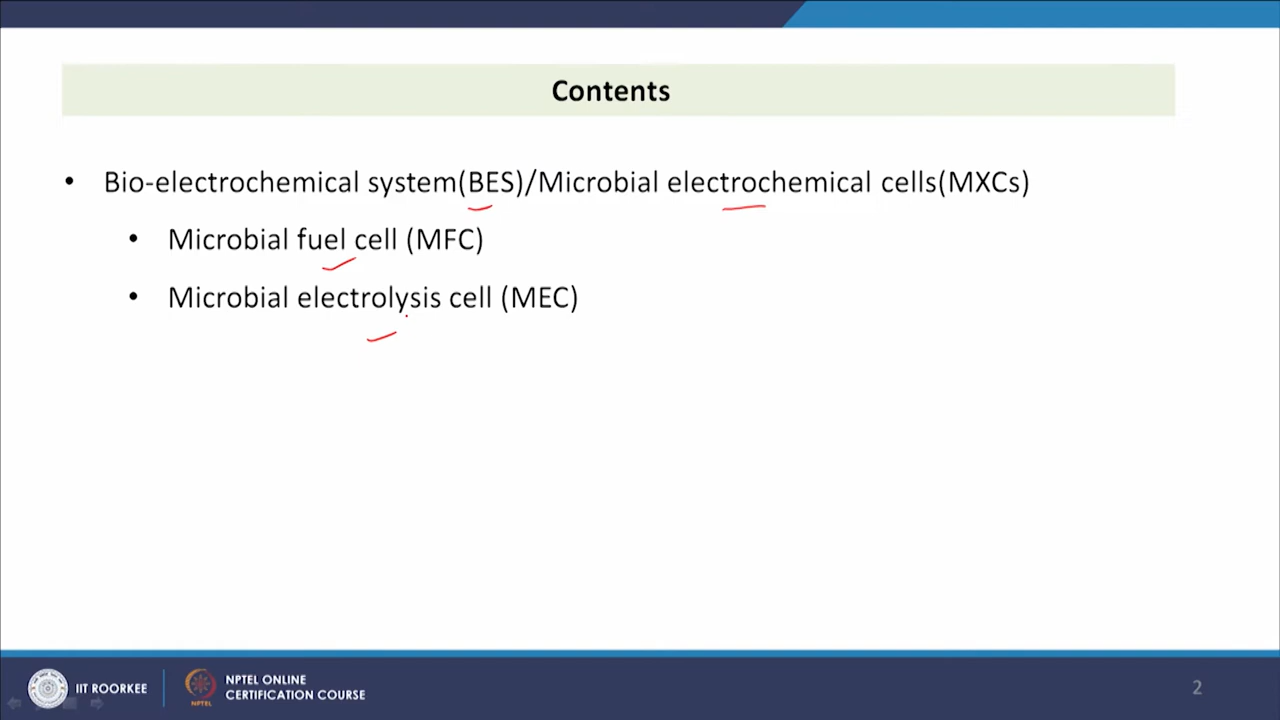 Contents
• Bio-electrochemical system(BES)/Microbial electrochemical cells(MXCs)
• Microbial fuel cell (MFC)
• Microbial electrolysis cell (MEC)
IIT ROORKEE
NPTEL
NPTEL ONLINE
CERTIFICATION COURSE
2